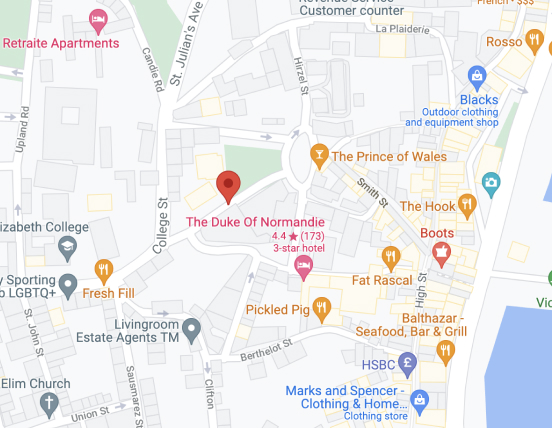 Revenue Service
Customer counter
French · $$$
La Plaiderie
Retraite Apartments
Rosso
St. Julian's Ave
Candie Rd
Hirzel St
Blacks
Outdoor clothing
and equipment shop
Upland Rd
The Prince of Wales
Smith St
The Hook
College St
The Duke Of Normandie
4.4★ (173)
3-star hotel
Elizabeth College
Boots
Sporting
LGBTQ+
Fresh Fill
Fat Rascal
High St
Pickled Pig
Livingroom
Estate Agents TM
Balthazar -
Seafood, Bar & Grill
St. John St
Berthelot St
HSBC
Elim Church
Sausmarez St
Clifton
Marks and Spencer -
Clothing & Home...
Clothing store
Union St